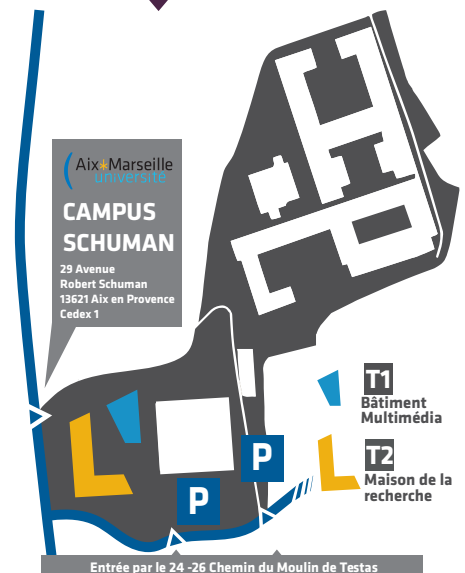 Aix*Marseille
université
CAMPUS
SCHUMAN
29 Avenue
Robert Schuman
13621 Aix en Provence
Cedex 1
T1
Bâtiment
Multimédia
T2
Maison de la
recherche
P
P
Entrée par le 24 -26 Chemin du Moulin de Testas